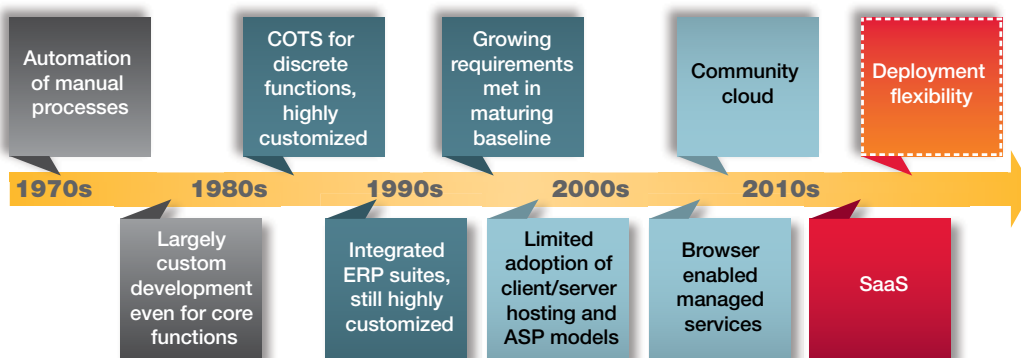 Automation
of manual
processes
COTS for
discrete
functions,
highly
customized
Growing
requirements
met in
maturing
baseline
Community
cloud
Deployment
flexibility
1970s 1980s 1990s 2000s 2010s
Largely
custom
development
even for core
functions
Integrated
ERP suites,
still highly
customized
Limited
adoption of
client/server
hosting and
ASP models
Browser
enabled
managed
services
SaaS